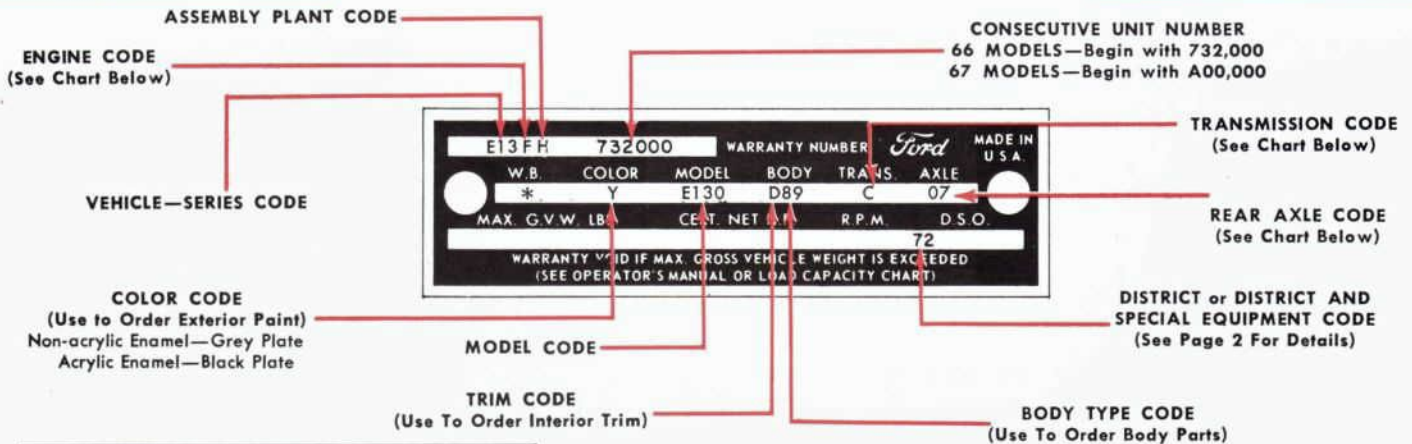 ASSEMBLY PLANT CODE
ENGINE CODE
(See Chart Below)
CONSECUTIVE UNIT NUMBER
66 MODELS—Begin with 732,000
67 MODELS—Begin with A00,000
TRANSMISSION CODE
(See Chart Below)
E13FH 732000 WARRANTY NUMBER Ford MADE IN
U S A.
W.B. COLOR MODEL BODY TRANS. AXLE
* Y E130 D89 C 07
VEHICLE—SERIES CODE
REAR AXLE CODE
(See Chart Below)
MAX. G.V.W. CERT. NET R.P.M. D.S.O.
72
WARRANTY VOID IF MAX. GROSS VEHICLE WEIGHT IS EXCEEDED
(SEE OPERATOR'S MANUAL OR LOAD CAPACITY CHART)
COLOR CODE
(Use to Order Exterior Paint)
Non-acrylic Enamel—Grey Plate
Acrylic Enamel—Black Plate
MODEL CODE
DISTRICT or DISTRICT AND
SPECIAL EQUIPMENT CODE
(See Page 2 For Details)
TRIM CODE
(Use To Order Interior Trim)
BODY TYPE CODE
(Use To Order Body Parts)